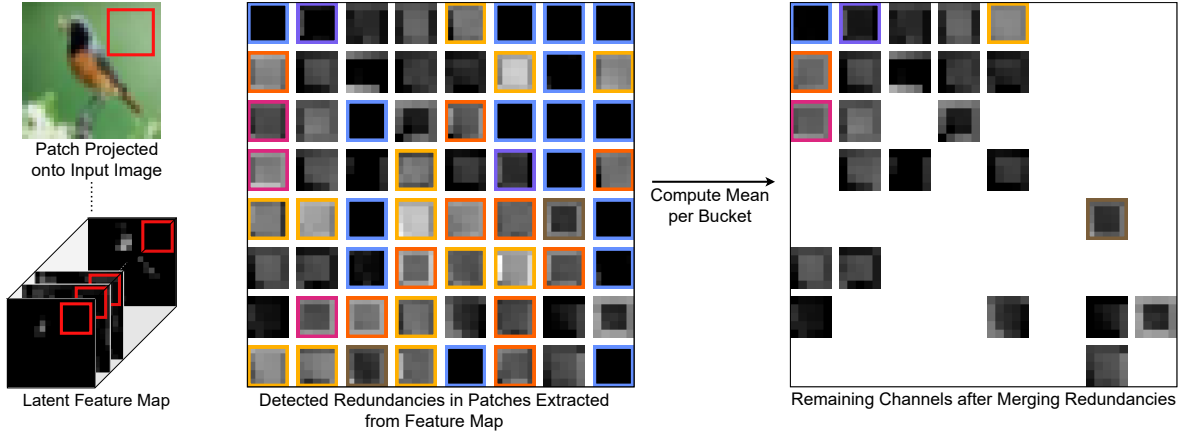 Patch Projected
onto Input Image
Latent Feature Map
Detected Redundancies in Patches Extracted
from Feature Map
Compute Mean
per Bucket
Remaining Channels after Merging Redundancies